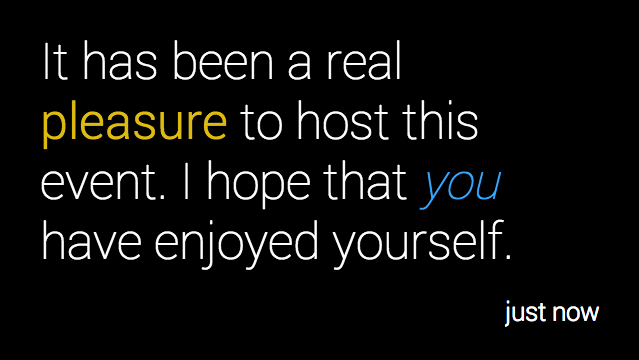 It has been a real
pleasure to host this
event. I hope that you
have enjoyed yourself.
just now